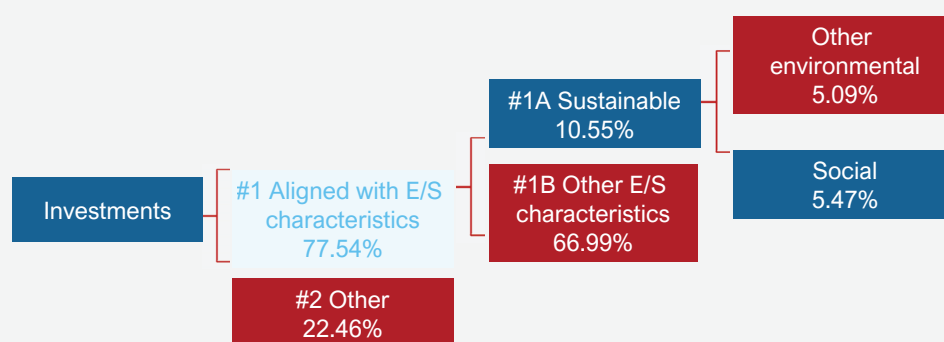 Investments
#1 Aligned with E/S
characteristics
77.54%
#2 Other
22.46%
#1A Sustainable
10.55%
#1B Other E/S
characteristics
66.99%
Other
environmental
5.09%
Social
5.47%